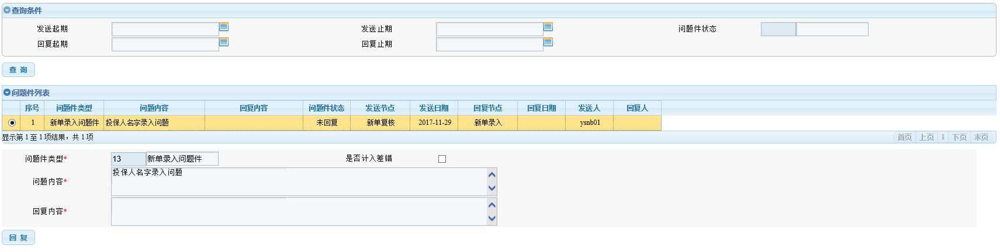 查询条件
发送起期 发送止期 问题件状态
回复起期 回复止期
查 询
问题件列表
序号 问题件类型 问题内容 回复内容 问题件状态 发送节点 发送日期 回复节点 回复日期 发送人 回复人
1 新单录入问题件 投保人名字录入问题 未回复 新单复核 2017-11-29 新单录入 ysnb01
显示第 1 至 1 项结果，共 1 项 首页 上页 1 下页 末页
问题件类型* 13 新单录入问题件 是否计入差错
问题内容* 投保人名字录入问题
回复内容*
回 复